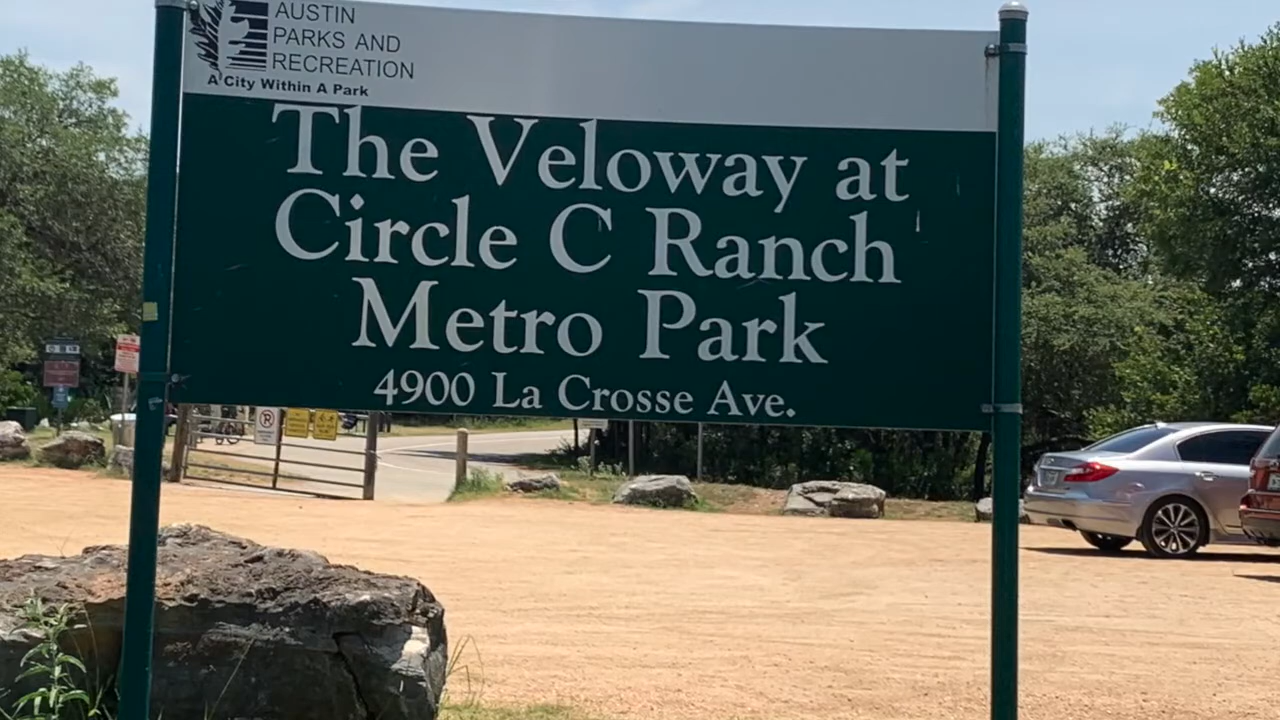 AUSTIN
PARKS AND
RECREATION
A City Within A Park
The Veloway at
Circle C Ranch
Metro Park
4900 La Crosse Ave.